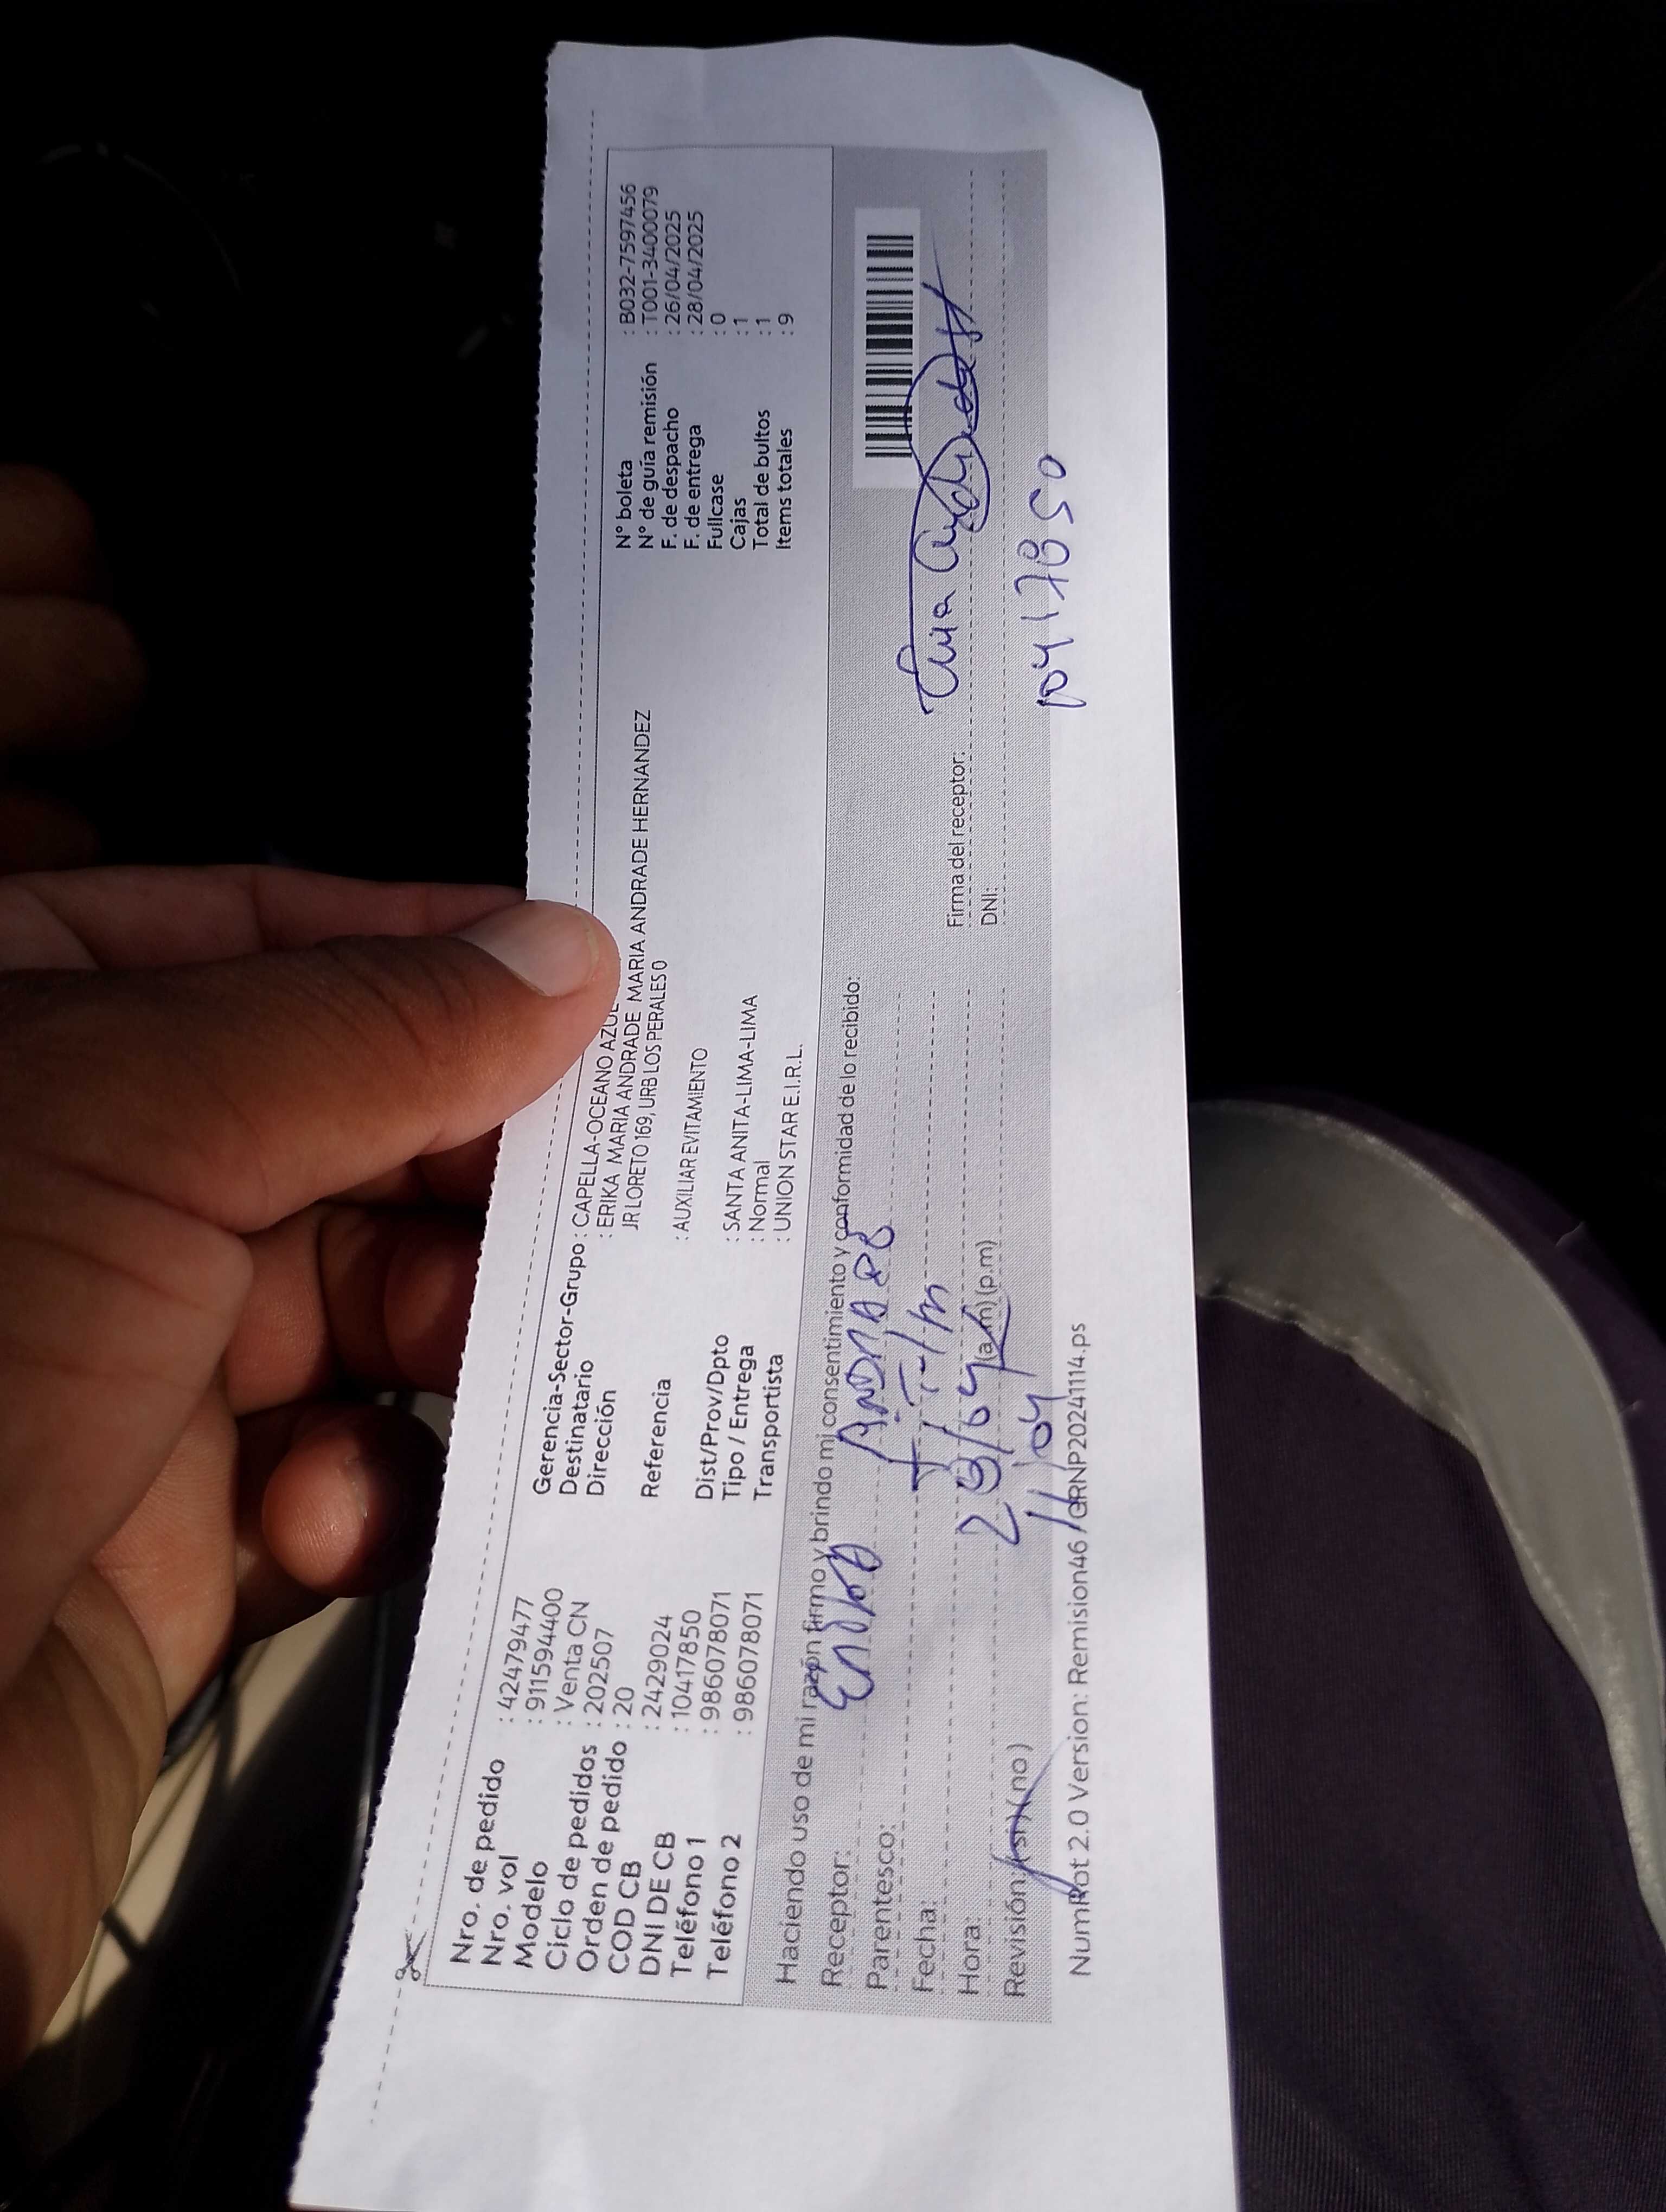 Nro. de pedido : 42479477
Nro. vol : 911594400
Modelo : Venta CN
Ciclo de pedidos : 202507
Orden de pedido : 20
COD CB : 24429024
DNI DE CB : 10417850
Teléfono 1 : 986078071
Teléfono 2 : 986078071
Gerencia-Sector-Grupo : CAPELLA-OCEANO AZUL
Destinatario : ERIKA MARIA ANDRADE MARIA ANDRADE HERNANDEZ
Dirección JR LORETO 169, URB LOS PERALES 0
Referencia : AUXILIAR EVITAMIENTO
Dist/Prov/Dpto : SANTA ANITA-LIMA-LIMA
Tipo / Entrega : Normal
Transportista : UNION STAR E.I.R.L.
N° boleta : B032-7597456
N° de guía remisión : T001-3400079
F. de despacho : 26/04/2025
F. de entrega : 28/04/2025
Fullcase : 0
Cajas : 1
Total de bultos : 1
Items totales : 9
Haciendo uso de mi razón firmo y brindo mi consentimiento y conformidad de lo recibido:
Receptor:
Parentesco:
Fecha: 28/04
Hora: 11:04 (a.m) (p.m)
Revisión: (si) (no)
Firma del receptor:
DNI: 10417850
NumRot 2.0 Version: Remision46 /GRNP20241114.ps